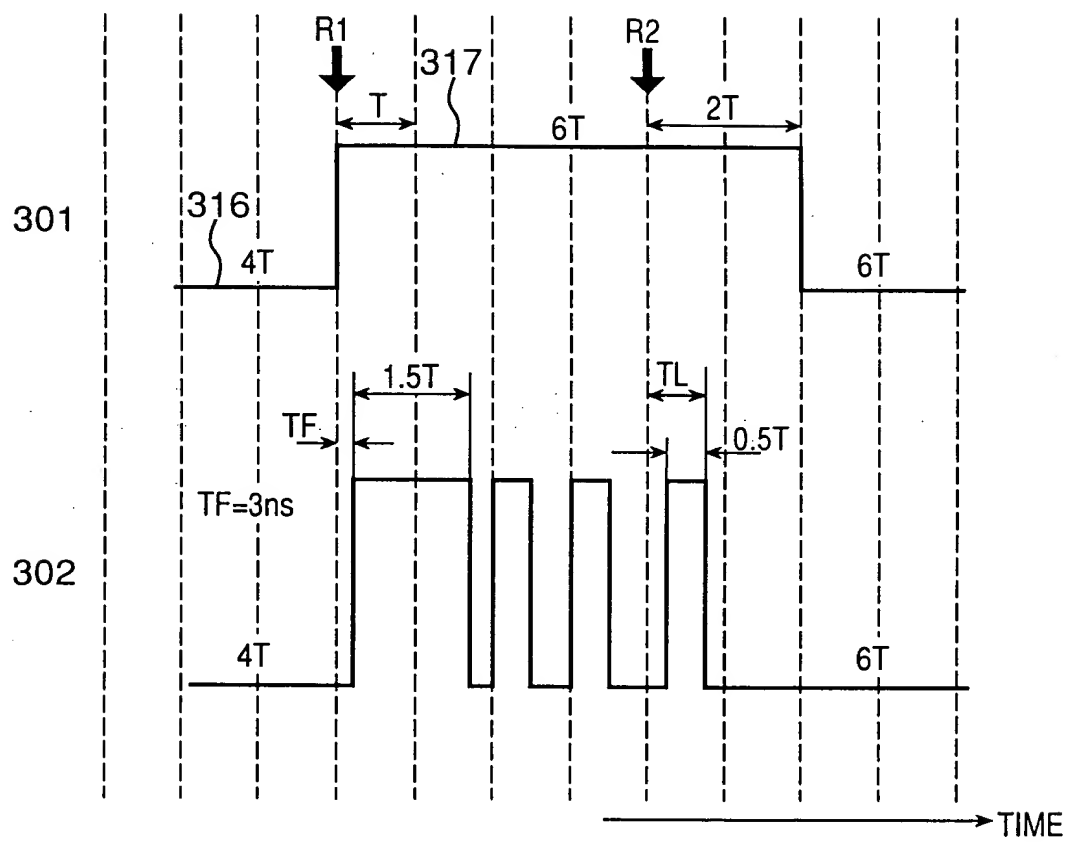 R1
R2
317
T
6T
2T
301
316
4T
6T
1.5T
TL
TF
0.5T
TF=3ns
302
4T
6T
TIME